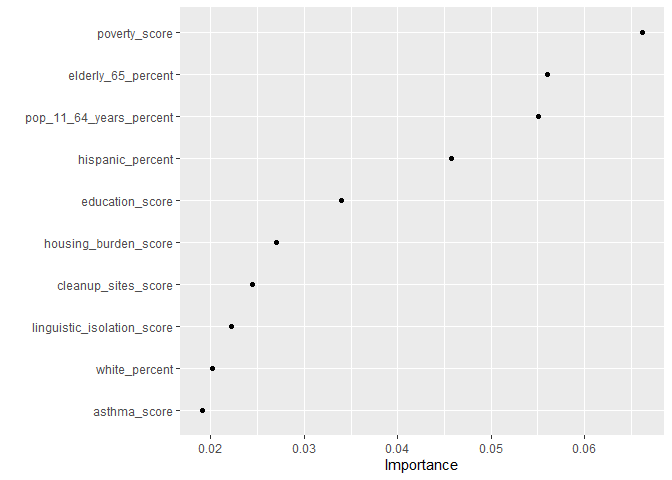 poverty_score
elderly_65_percent
pop_11_64_years_percent
hispanic_percent
education_score
housing_burden_score
cleanup_sites_score
linguistic_isolation_score
white_percent
asthma_score
0.02 0.03 0.04 0.05 0.06
Importance